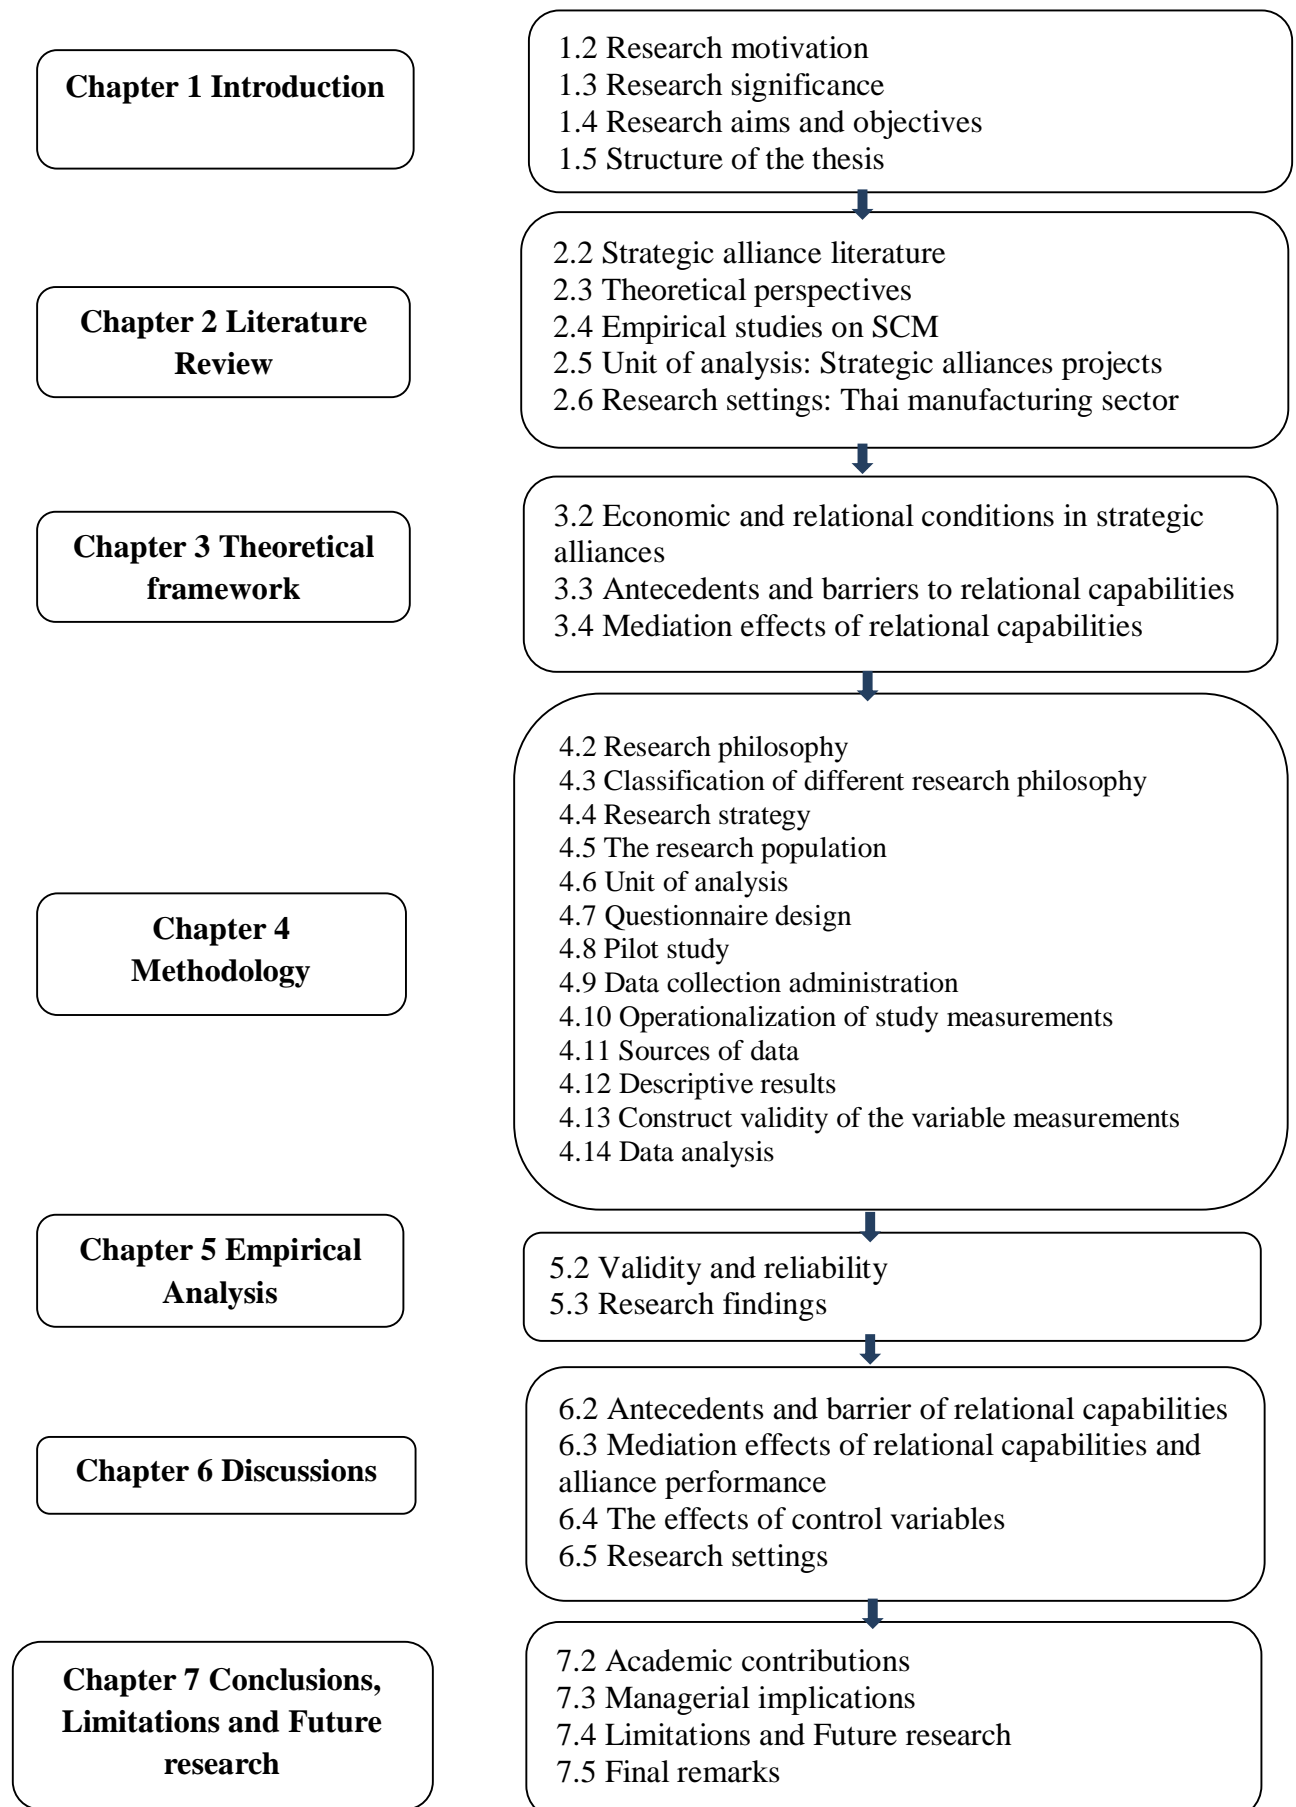 Chapter 1 Introduction
1.2 Research motivation
1.3 Research significance
1.4 Research aims and objectives
1.5 Structure of the thesis
Chapter 2 Literature
Review
2.2 Strategic alliance literature
2.3 Theoretical perspectives
2.4 Empirical studies on SCM
2.5 Unit of analysis: Strategic alliances projects
2.6 Research settings: Thai manufacturing sector
Chapter 3 Theoretical
framework
3.2 Economic and relational conditions in strategic
alliances
3.3 Antecedents and barriers to relational capabilities
3.4 Mediation effects of relational capabilities
Chapter 4
Methodology
4.2 Research philosophy
4.3 Classification of different research philosophy
4.4 Research strategy
4.5 The research population
4.6 Unit of analysis
4.7 Questionnaire design
4.8 Pilot study
4.9 Data collection administration
4.10 Operationalization of study measurements
4.11 Sources of data
4.12 Descriptive results
4.13 Construct validity of the variable measurements
4.14 Data analysis
Chapter 5 Empirical
Analysis
5.2 Validity and reliability
5.3 Research findings
Chapter 6 Discussions
6.2 Antecedents and barrier of relational capabilities
6.3 Mediation effects of relational capabilities and
alliance performance
6.4 The effects of control variables
6.5 Research settings
Chapter 7 Conclusions,
Limitations and Future
research
7.2 Academic contributions
7.3 Managerial implications
7.4 Limitations and Future research
7.5 Final remarks